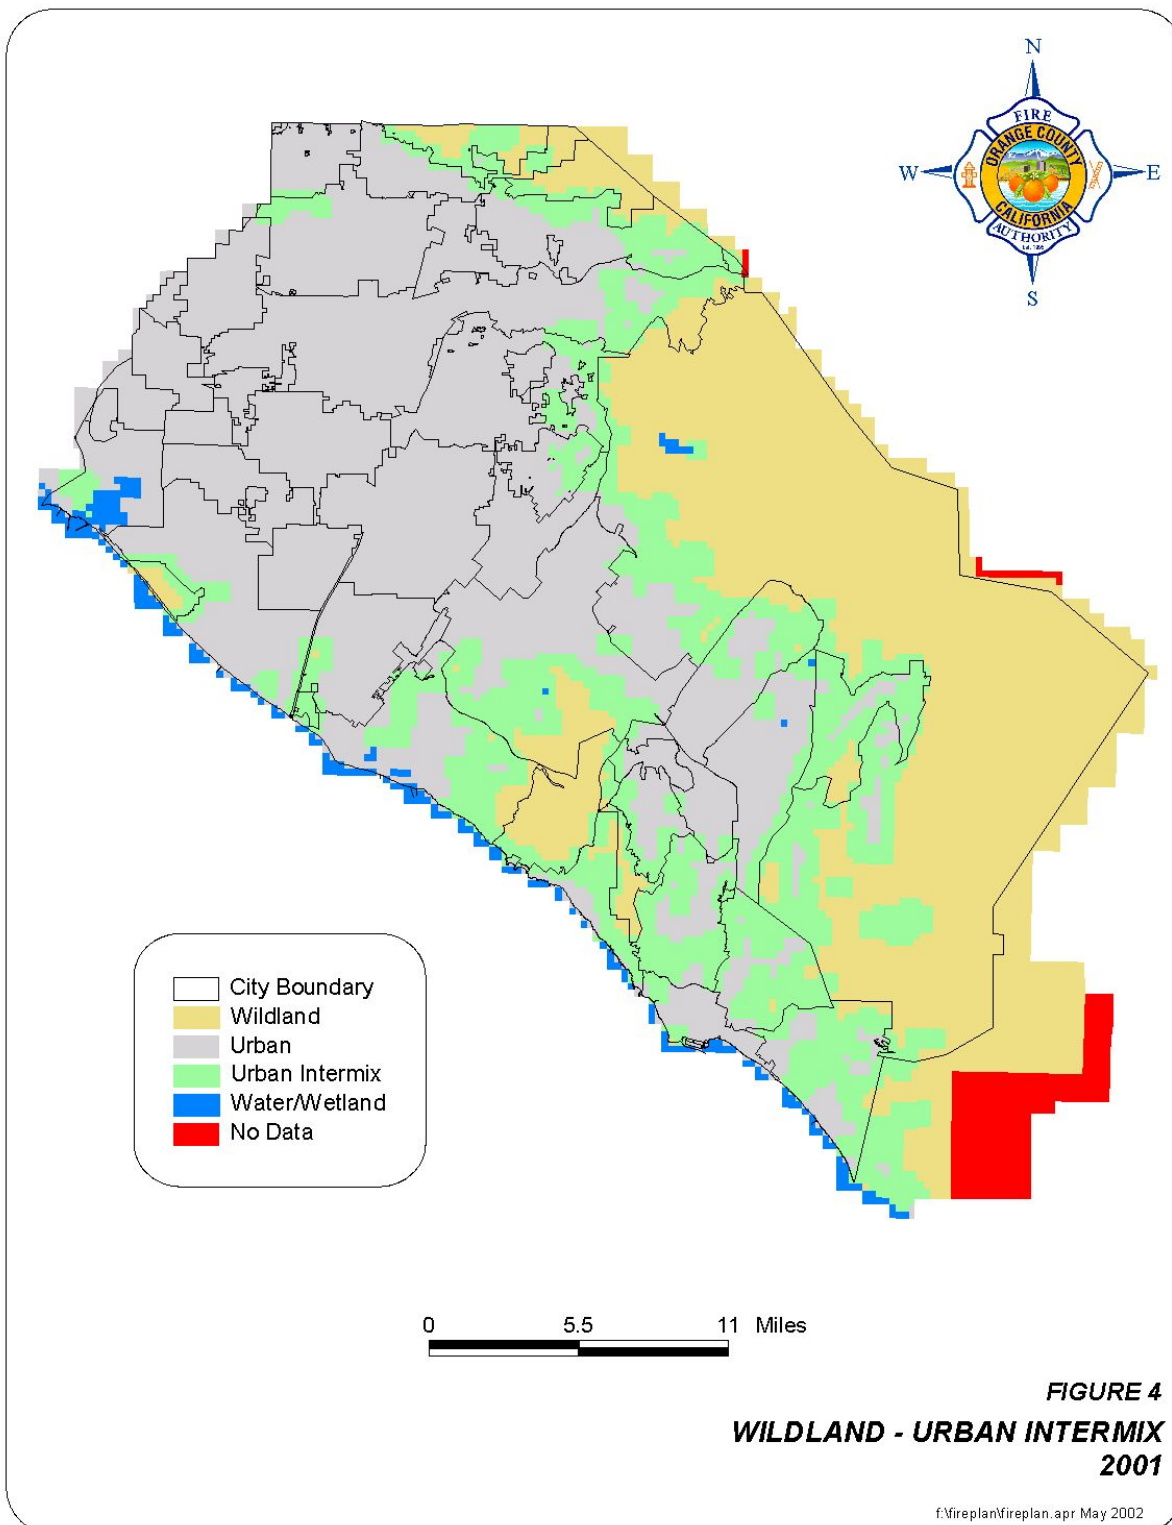 N
FIRE
ORANGE COUNTY
W
E
CALIFORNIA
AUTHORITY
S
City Boundary
Wildland
Urban
Urban Intermix
Water/Wetland
No Data
0 5.5 11 Miles
FIGURE 4
WILDLAND - URBAN INTERMIX
2001
f:\fireplan\fireplan.apr May 2002